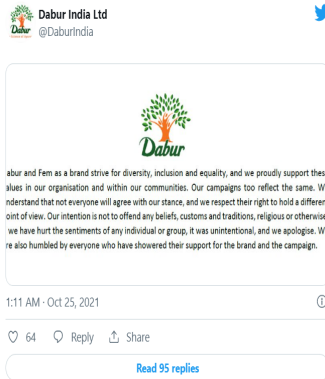 Dabur India Ltd
@DaburIndia
Dabur
abur and Fem as a brand strive for diversity, inclusion and equality, and we proudly support thes
alues in our organisation and within our communities. Our campaigns too reflect the same. W
nderstand that not everyone will agree with our stance, and we respect their right to hold a differen
oint of view. Our intention is not to offend any beliefs, customs and traditions, religious or otherwise
we have hurt the sentiments of any individual or group, it was unintentional, and we apologise. W
re also humbled by everyone who have showered their support for the brand and the campaign.
1:11 AM · Oct 25, 2021
64 Reply Share
Read 95 replies